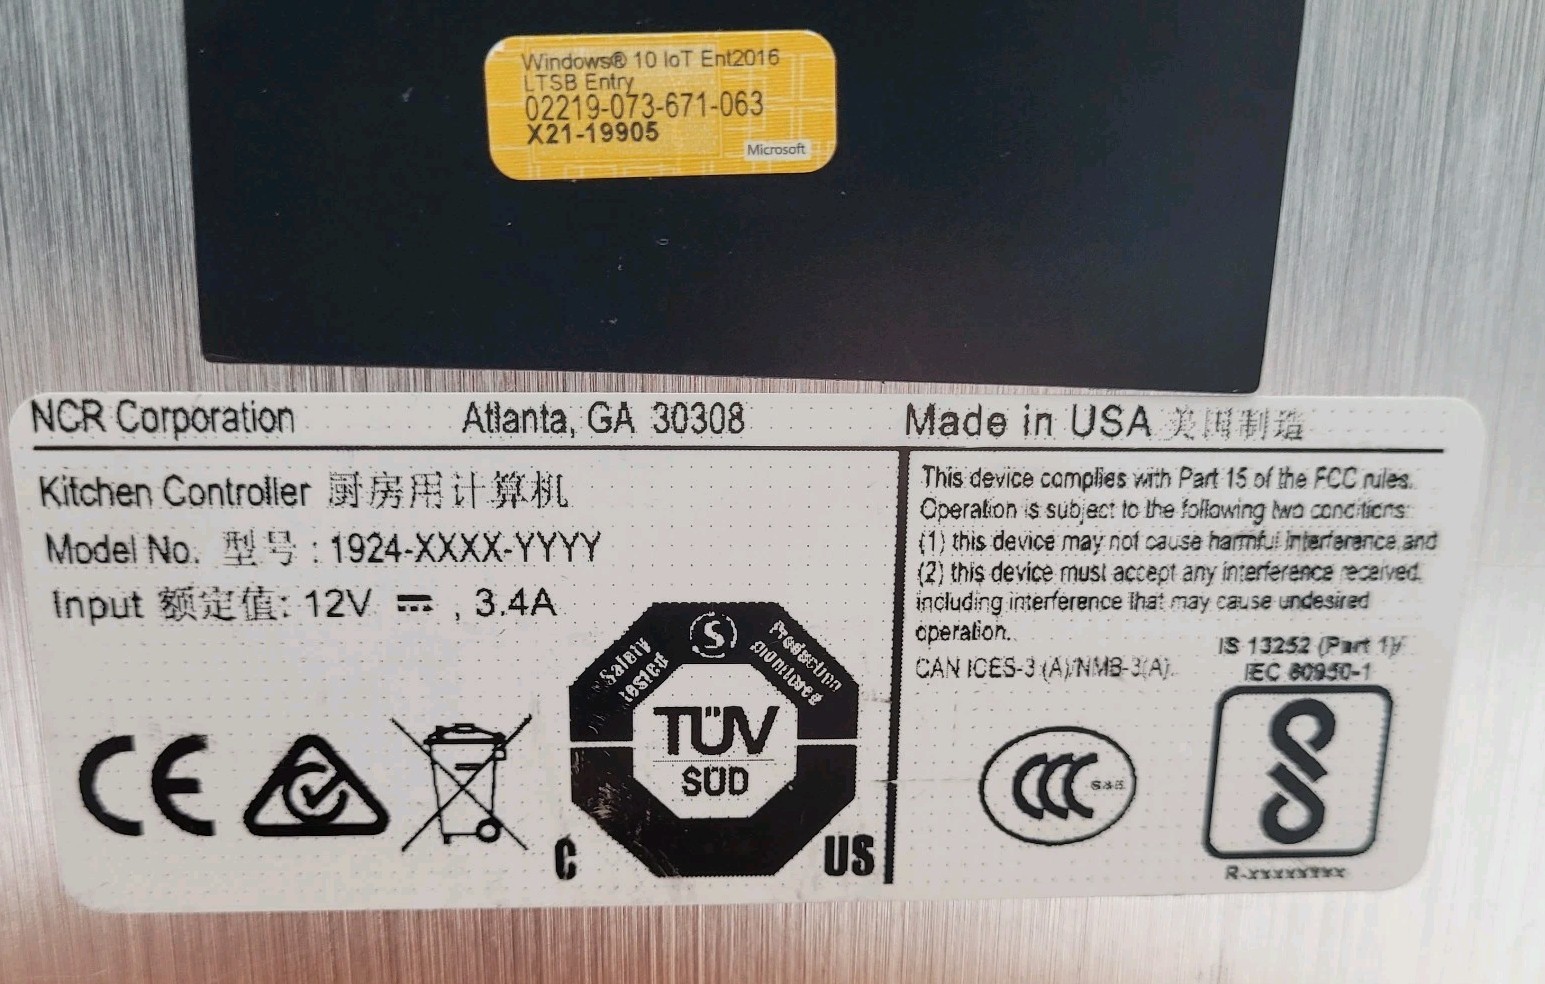 Windows® 10 IoT Ent2016
LTSB Entry
02219-073-671-063
X21-19905
Microsoft
NCR Corporation Atlanta, GA 30308 Made in USA 美国制造
Kitchen Controller 厨房用计算机
Model No. 型号 : 1924-XXXX-YYYY
Input 额定值: 12V ⎓ , 3.4A
This device complies with Part 15 of the FCC rules.
Operation is subject to the following two conditions:
(1) this device may not cause harmful interference, and
(2) this device must accept any interference received,
including interference that may cause undesired
operation.
CAN ICES-3 (A)/NMB-3(A).
IS 13252 (Part 1)/
IEC 60950-1
Safety
tested
S
Production
monitored
TÜV
SÜD
C US
CE
CCC S&E
R-xxxxxxxx